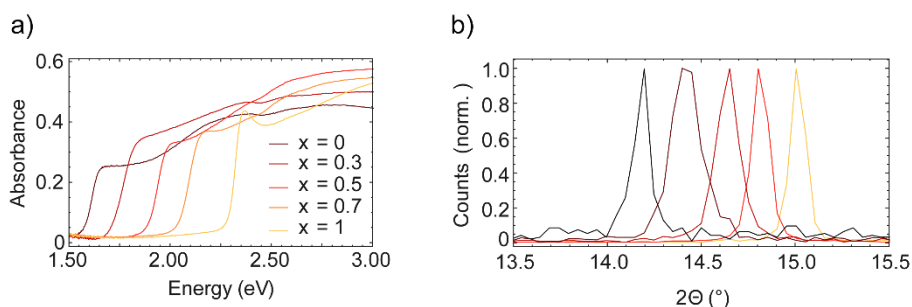 a)
Absorbance
0.6
0.4
0.2
0
1.50
2.00
2.50
3.00
Energy (eV)
x = 0
x = 0.3
x = 0.5
x = 0.7
x = 1
b)
Counts (norm.)
1.0
0.8
0.6
0.4
0.2
13.5
14.0
14.5
15.0
15.5
2Θ (°)